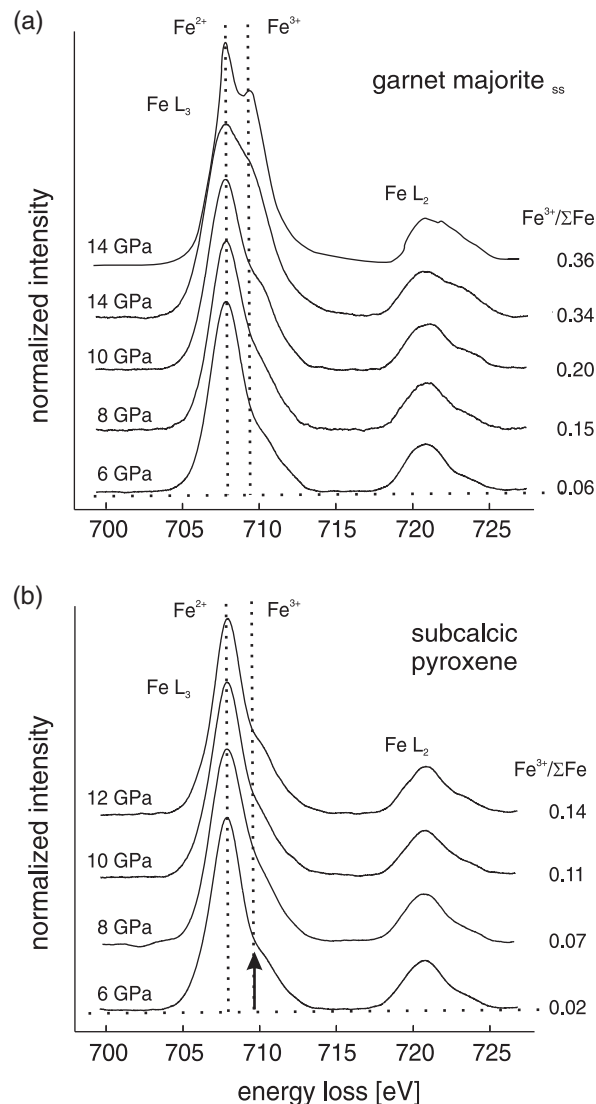 (a)
Fe²⁺ Fe³⁺
garnet majorite ss
Fe L₃
Fe L₂
Fe³⁺/ΣFe
14 GPa 0.36
14 GPa 0.34
10 GPa 0.20
8 GPa 0.15
6 GPa 0.06
normalized intensity
700 705 710 715 720 725
(b)
Fe²⁺ Fe³⁺
subcalcic
pyroxene
Fe L₃
Fe L₂
Fe³⁺/ΣFe
12 GPa 0.14
10 GPa 0.11
8 GPa 0.07
6 GPa 0.02
normalized intensity
700 705 710 715 720 725
energy loss [eV]